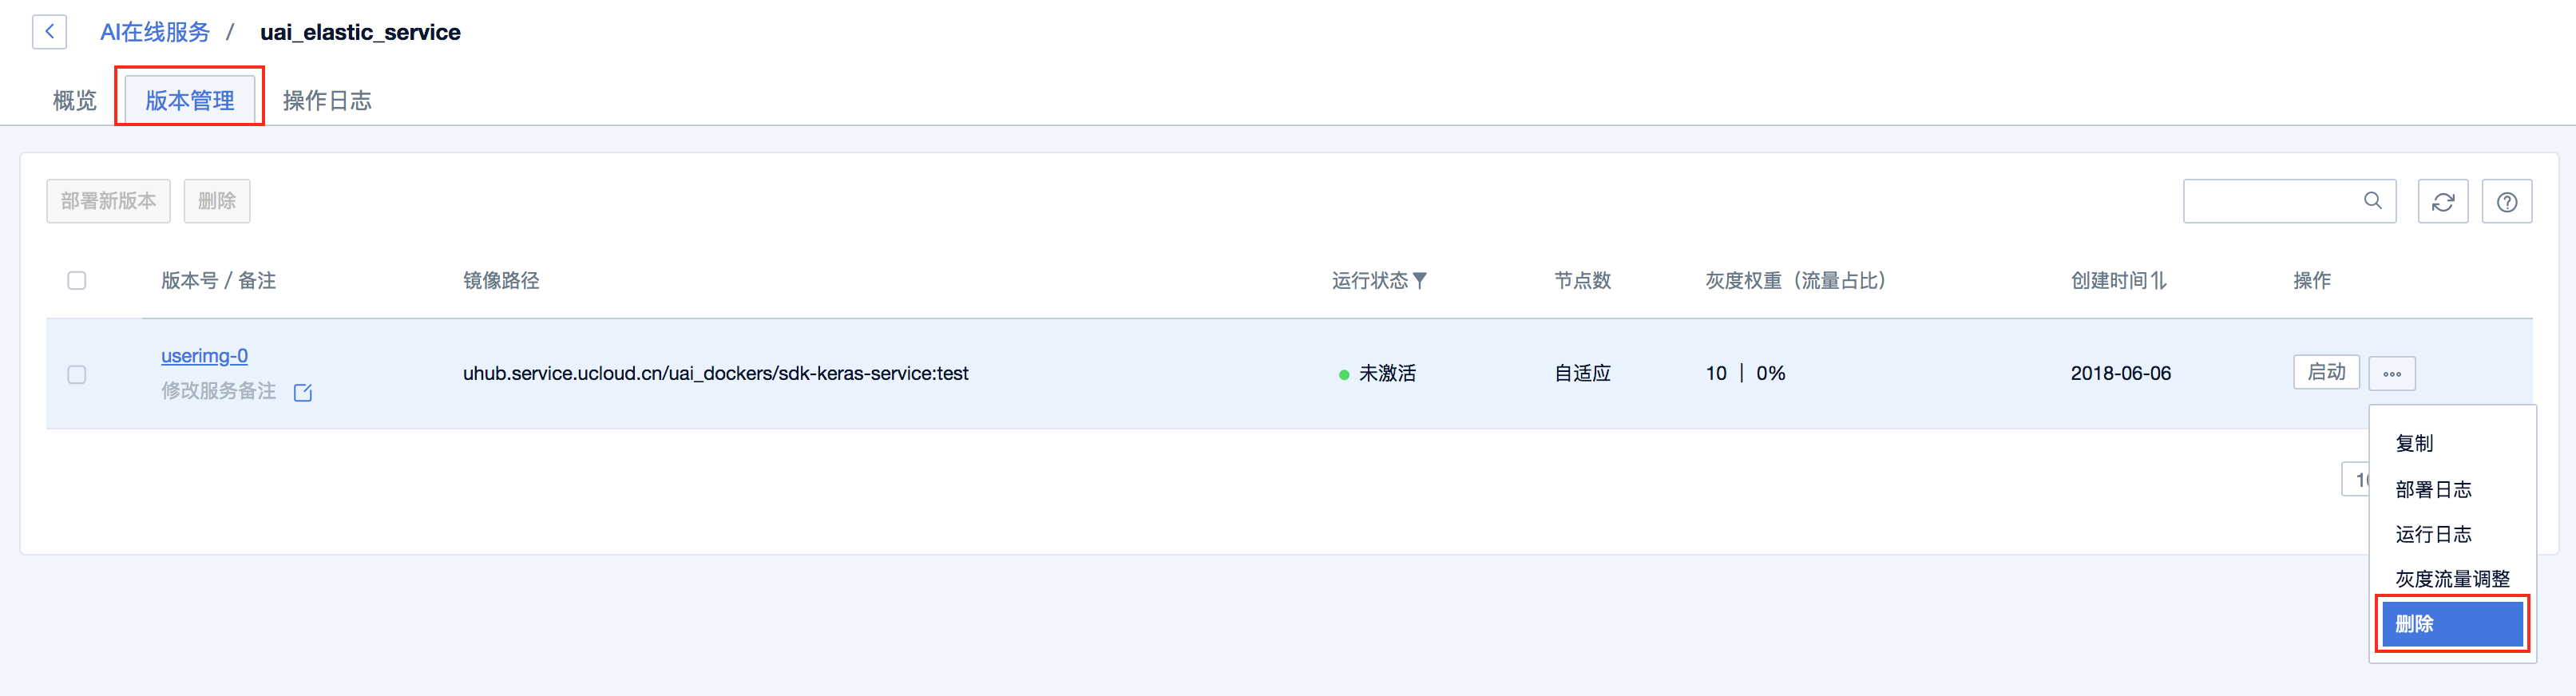 AI在线服务 / uai_elastic_service
概览 版本管理 操作日志
部署新版本 删除
版本号 / 备注 镜像路径 运行状态 节点数 灰度权重（流量占比） 创建时间 操作
userimg-0
修改服务备注
uhub.service.ucloud.cn/uai_dockers/sdk-keras-service:test 未激活 自适应 10 | 0% 2018-06-06 启动
复制
部署日志
运行日志
灰度流量调整
删除